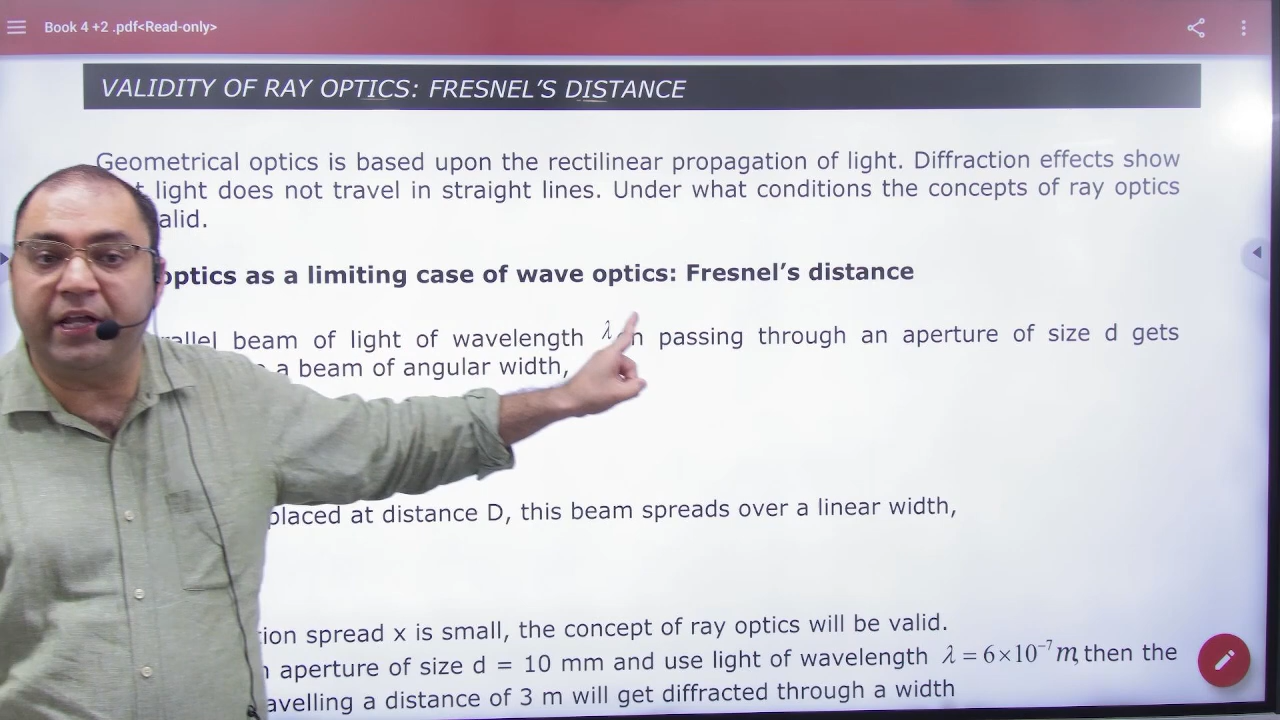 Book 4 +2 .pdf<Read-only>
VALIDITY OF RAY OPTICS: FRESNEL'S DISTANCE
Geometrical optics is based upon the rectilinear propagation of light. Diffraction effects show
light does not travel in straight lines. Under what conditions the concepts of ray optics
alid.
optics as a limiting case of wave optics: Fresnel's distance
allel beam of light of wavelength λ n passing through an aperture of size d gets
a beam of angular width,
placed at distance D, this beam spreads over a linear width,
tion spread x is small, the concept of ray optics will be valid.
aperture of size d = 10 mm and use light of wavelength λ = 6×10⁻⁷ m, then the
avelling a distance of 3 m will get diffracted through a width